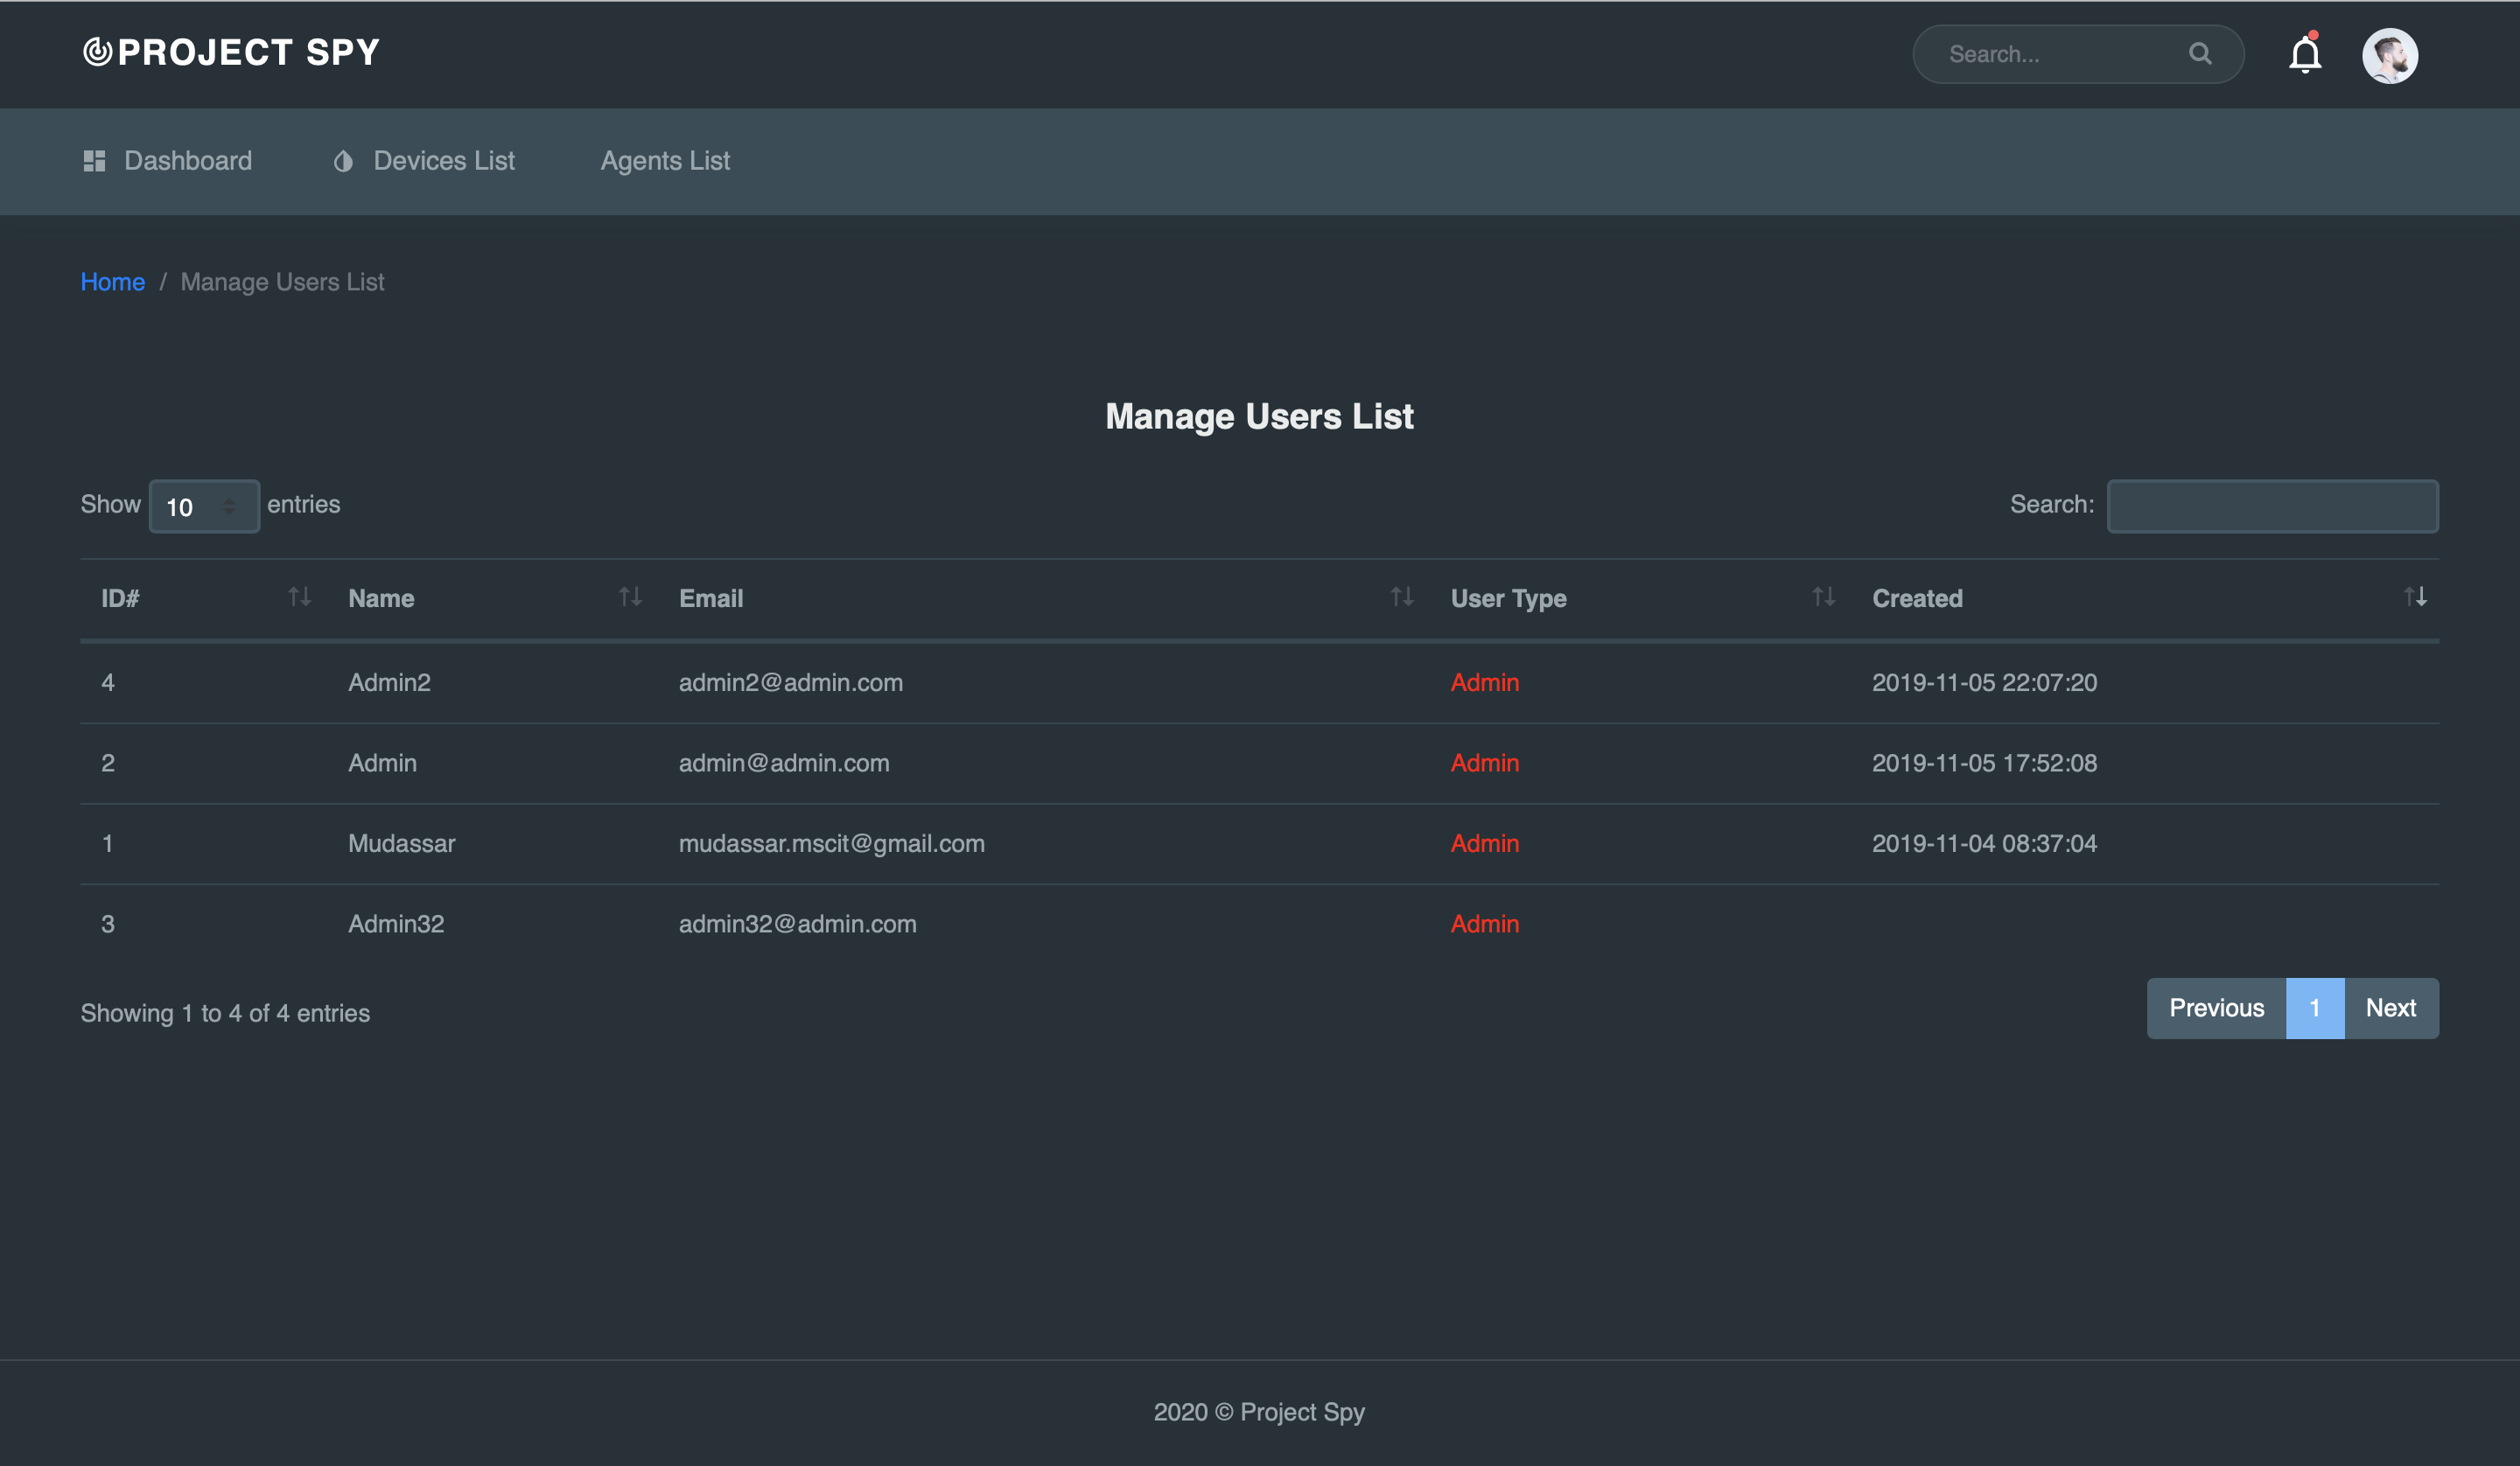 PROJECT SPY
Search...
Dashboard Devices List Agents List
Home / Manage Users List
Manage Users List
Show 10 entries Search:
ID# Name Email User Type Created
4 Admin2 admin2@admin.com Admin 2019-11-05 22:07:20
2 Admin admin@admin.com Admin 2019-11-05 17:52:08
1 Mudassar mudassar.mscit@gmail.com Admin 2019-11-04 08:37:04
3 Admin32 admin32@admin.com Admin
Showing 1 to 4 of 4 entries Previous 1 Next
2020 © Project Spy